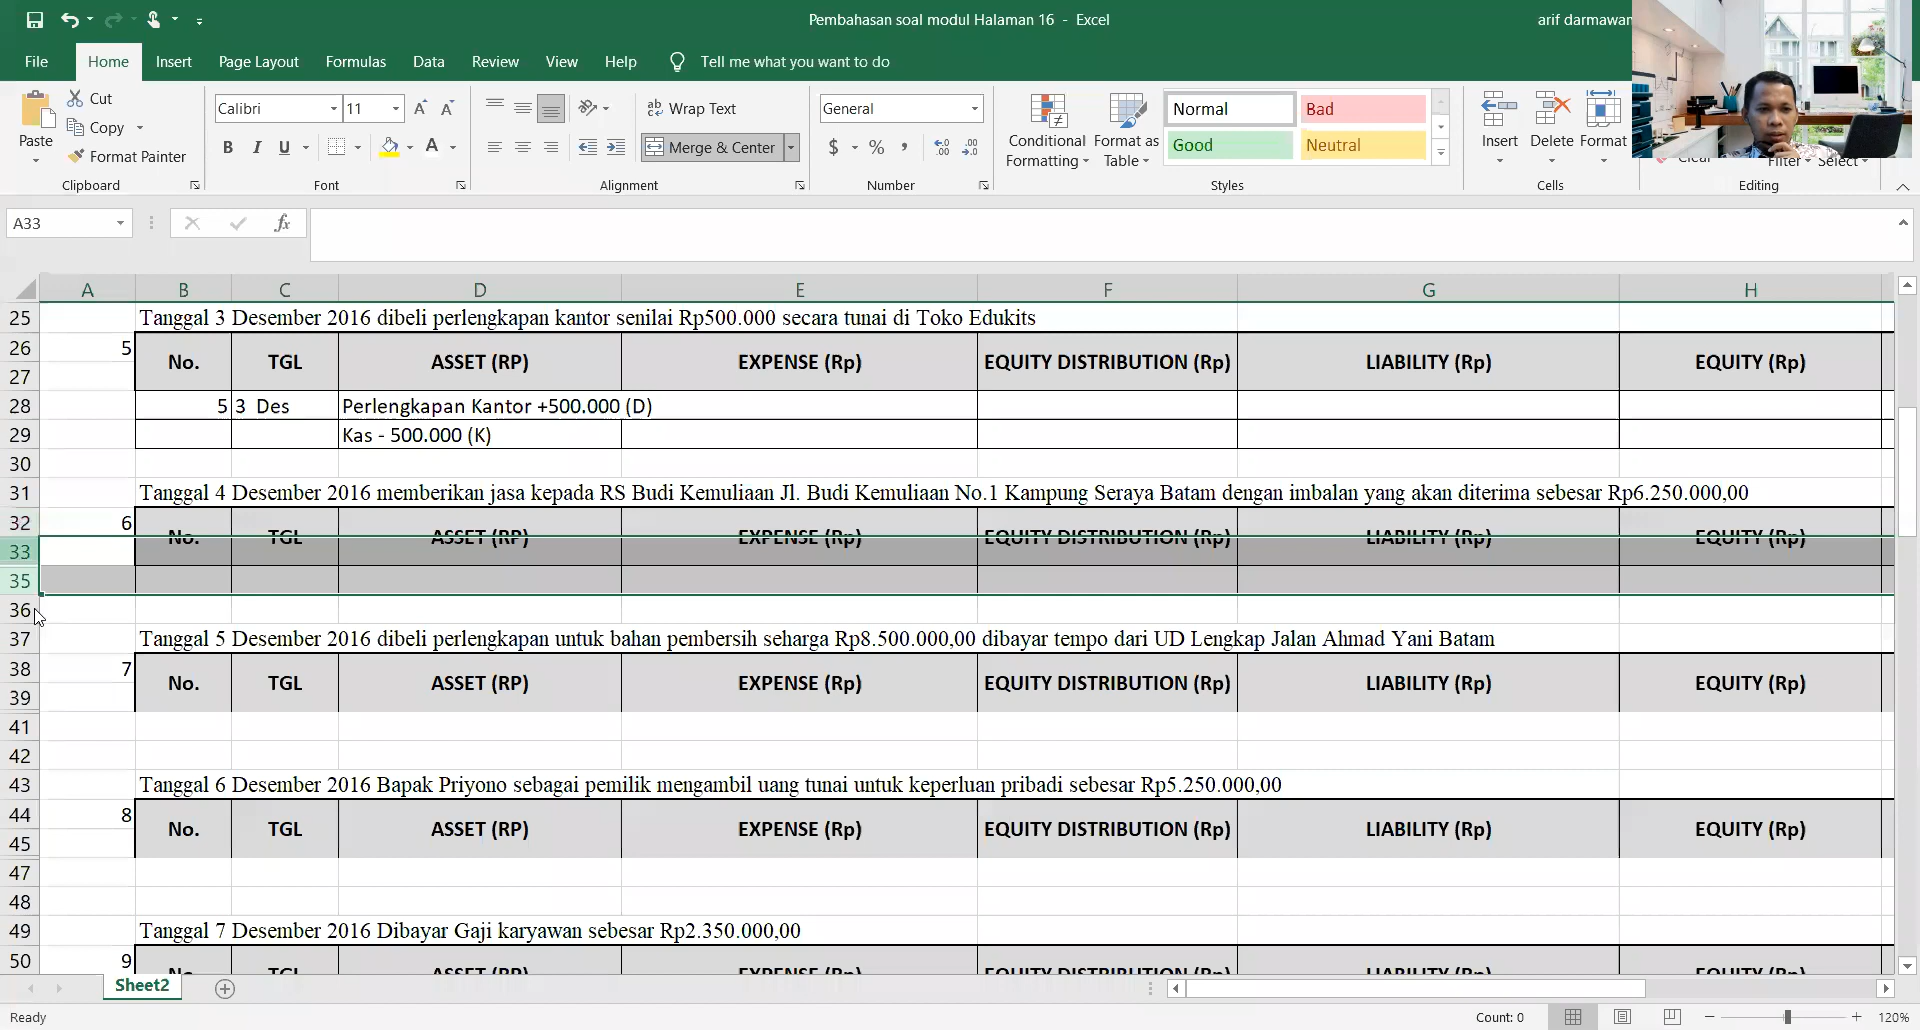 Pembahasan soal modul Halaman 16 - Excel
arif darmawan
File Home Insert Page Layout Formulas Data Review View Help Tell me what you want to do
Cut
Copy
Format Painter
Paste
Clipboard
Calibri 11
B I U
Font
Wrap Text
Merge & Center
Alignment
General
$ % ,
Number
Conditional Formatting
Format as Table
Normal Bad
Good Neutral
Styles
Insert Delete Format
Cells
Clear
Filter Select
Editing
A33 fx
A B C D E F G H
25 Tanggal 3 Desember 2016 dibeli perlengkapan kantor senilai Rp500.000 secara tunai di Toko Edukits
26 5 No. TGL ASSET (RP) EXPENSE (Rp) EQUITY DISTRIBUTION (Rp) LIABILITY (Rp) EQUITY (Rp)
27
28 5 3 Des Perlengkapan Kantor +500.000 (D)
29 Kas - 500.000 (K)
30
31 Tanggal 4 Desember 2016 memberikan jasa kepada RS Budi Kemuliaan Jl. Budi Kemuliaan No.1 Kampung Seraya Batam dengan imbalan yang akan diterima sebesar Rp6.250.000,00
32 6 No. TGL ASSET (RP) EXPENSE (Rp) EQUITY DISTRIBUTION (Rp) LIABILITY (Rp) EQUITY (Rp)
33
35
36
37 Tanggal 5 Desember 2016 dibeli perlengkapan untuk bahan pembersih seharga Rp8.500.000,00 dibayar tempo dari UD Lengkap Jalan Ahmad Yani Batam
38 7 No. TGL ASSET (RP) EXPENSE (Rp) EQUITY DISTRIBUTION (Rp) LIABILITY (Rp) EQUITY (Rp)
39
41
42
43 Tanggal 6 Desember 2016 Bapak Priyono sebagai pemilik mengambil uang tunai untuk keperluan pribadi sebesar Rp5.250.000,00
44 8 No. TGL ASSET (RP) EXPENSE (Rp) EQUITY DISTRIBUTION (Rp) LIABILITY (Rp) EQUITY (Rp)
45
47
48
49 Tanggal 7 Desember 2016 Dibayar Gaji karyawan sebesar Rp2.350.000,00
50 9 No. TGL ASSET (RP) EXPENSE (Rp) EQUITY DISTRIBUTION (Rp) LIABILITY (Rp) EQUITY (Rp)
Sheet2
Ready Count: 0 120%